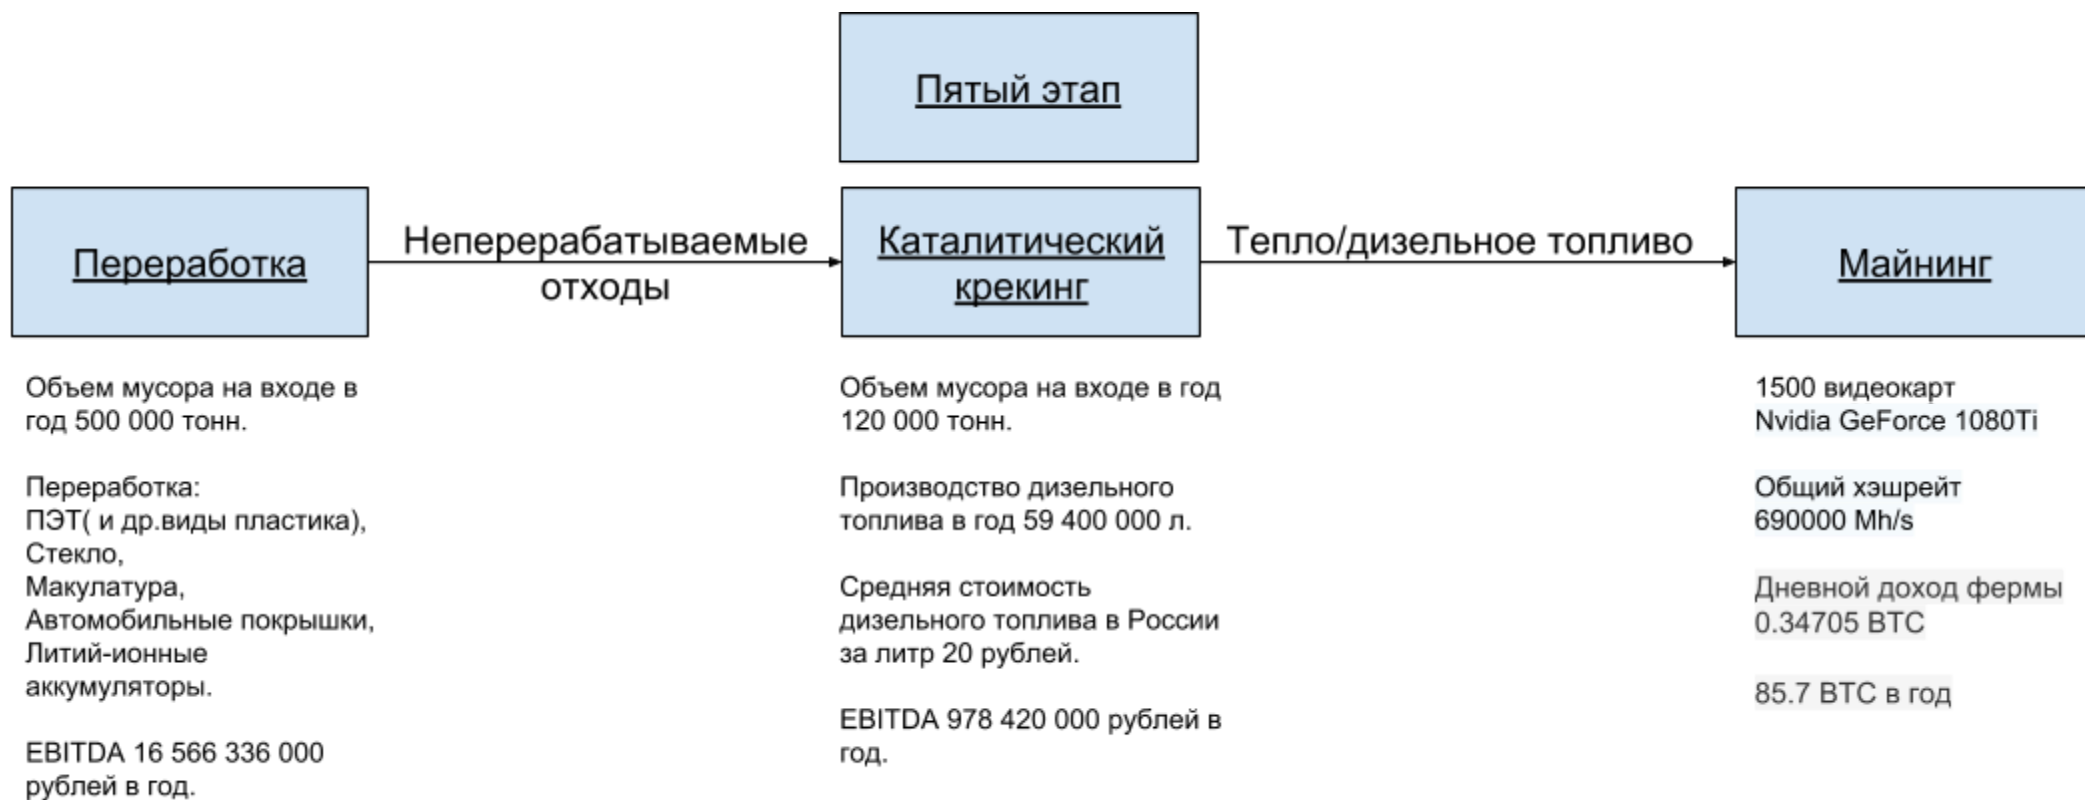 Пятый этап
Переработка
Неперерабатываемые
отходы
Каталитический
крекинг
Тепло/дизельное топливо
Майнинг
Объем мусора на входе в
год 500 000 тонн.
Переработка:
ПЭТ( и др.виды пластика),
Стекло,
Макулатура,
Автомобильные покрышки,
Литий-ионные
аккумуляторы.
EBITDA 16 566 336 000
рублей в год.
Объем мусора на входе в год
120 000 тонн.
Производство дизельного
топлива в год 59 400 000 л.
Средняя стоимость
дизельного топлива в России
за литр 20 рублей.
EBITDA 978 420 000 рублей в
год.
1500 видеокарт
Nvidia GeForce 1080Ti
Общий хэшрейт
690000 Mh/s
Дневной доход фермы
0.34705 BTC
85.7 BTC в год